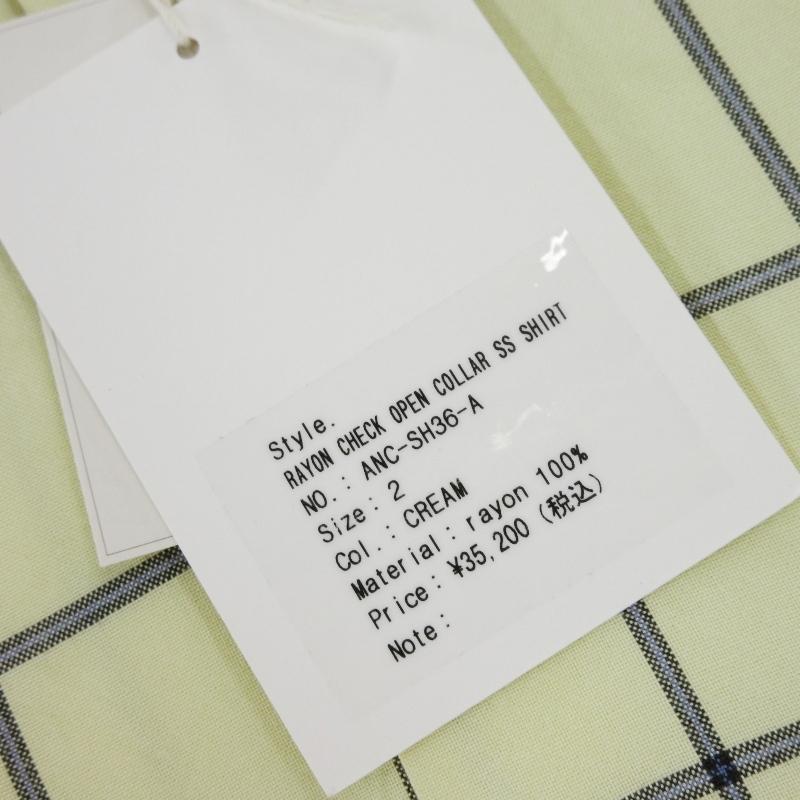 Style.
RAYON CHECK OPEN COLLAR SS SHIRT
NO.: ANC-SH36-A
Size: 2
Col.: CREAM
Material: rayon 100%
Price: ¥35,200 (税込)
Note: